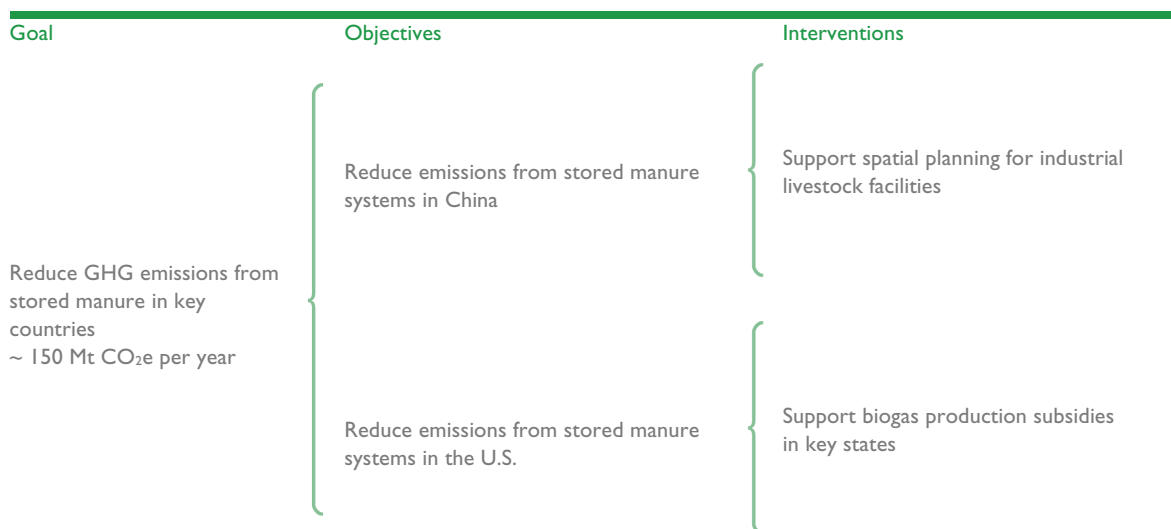 Goal
Objectives
Interventions
Reduce GHG emissions from
stored manure in key
countries
~ 150 Mt CO₂e per year
Reduce emissions from stored manure
systems in China
Support spatial planning for industrial
livestock facilities
Reduce emissions from stored manure
systems in the U.S.
Support biogas production subsidies
in key states